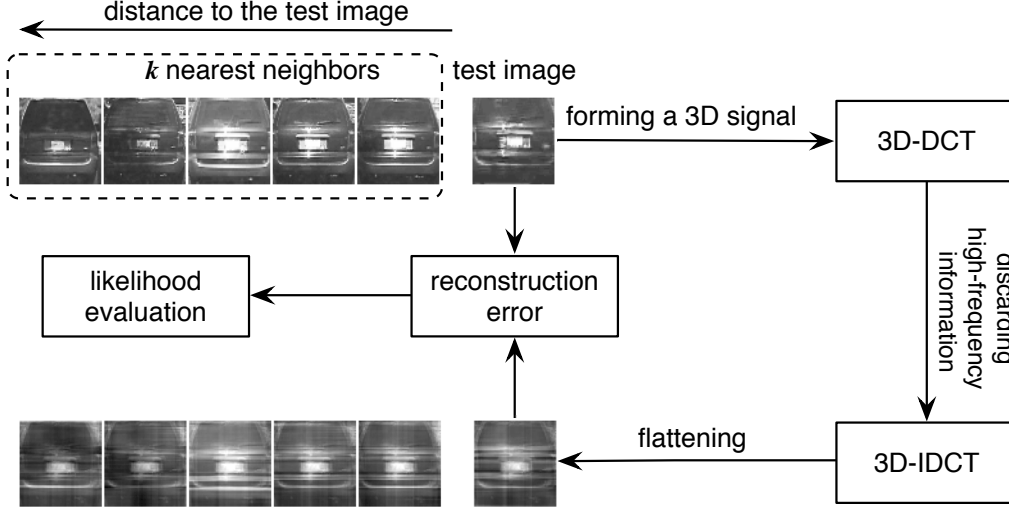 distance to the test image
k nearest neighbors
test image
forming a 3D signal
3D-DCT
discarding
high-frequency
information
likelihood
evaluation
reconstruction
error
flattening
3D-IDCT